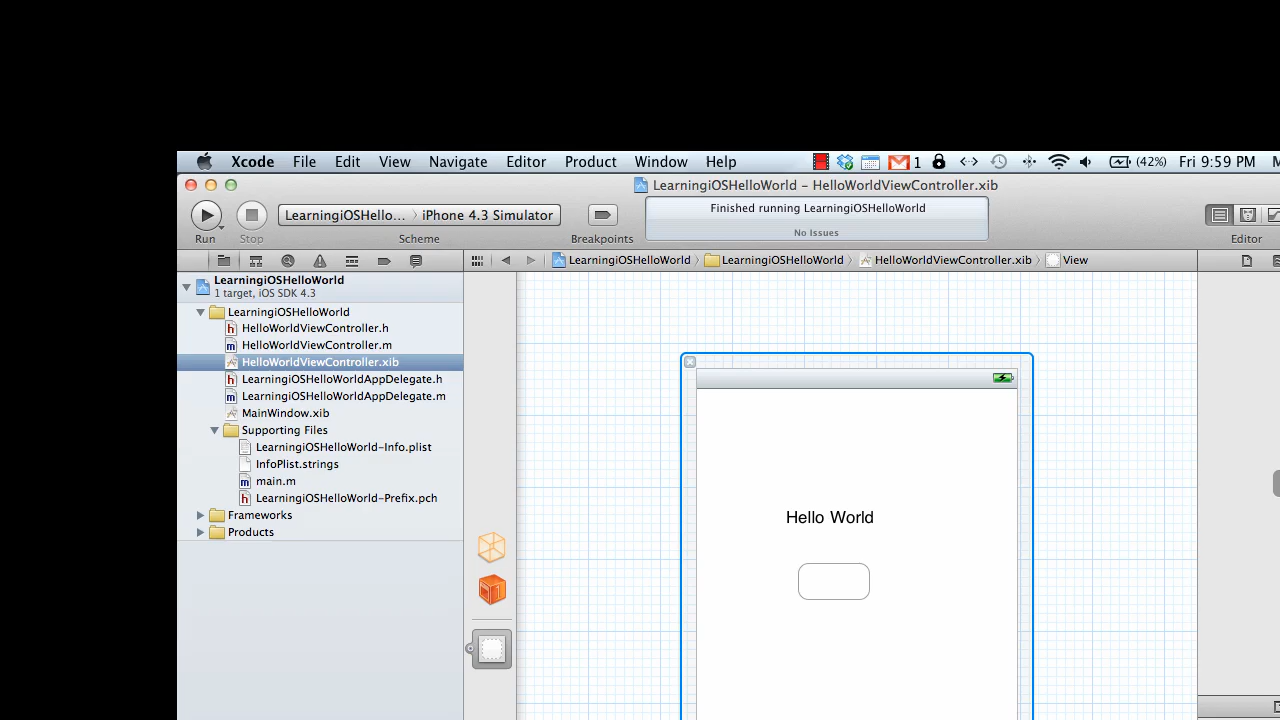 Xcode File Edit View Navigate Editor Product Window Help 1 (42%) Fri 9:59 PM
LearningiOSHelloWorld – HelloWorldViewController.xib
LearningiOSHello... iPhone 4.3 Simulator
Finished running LearningiOSHelloWorld
No Issues
Run Stop Scheme Breakpoints Editor
LearningiOSHelloWorld LearningiOSHelloWorld HelloWorldViewController.xib View
LearningiOSHelloWorld
1 target, iOS SDK 4.3
LearningiOSHelloWorld
h HelloWorldViewController.h
m HelloWorldViewController.m
HelloWorldViewController.xib
h LearningiOSHelloWorldAppDelegate.h
m LearningiOSHelloWorldAppDelegate.m
MainWindow.xib
Supporting Files
LearningiOSHelloWorld-Info.plist
InfoPlist.strings
m main.m
h LearningiOSHelloWorld-Prefix.pch
Frameworks
Products
Hello World